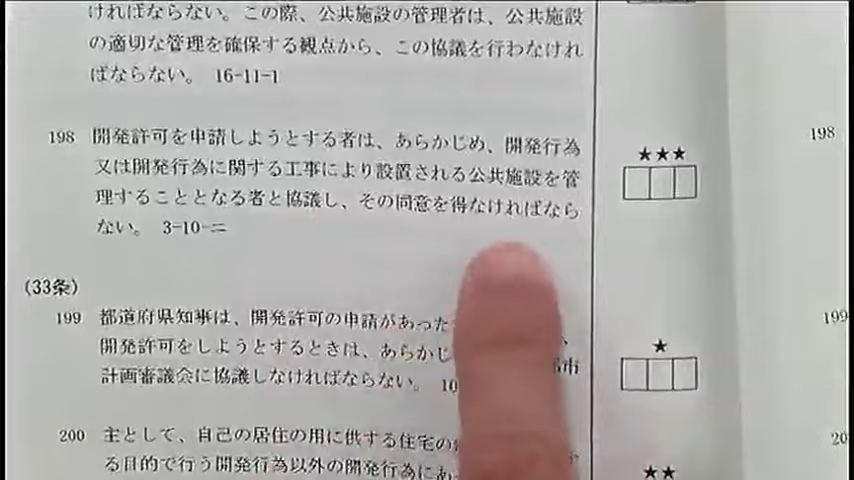 ければならない。この際、公共施設の管理者は、公共施設
の適切な管理を確保する観点から、この協議を行わなけれ
ばならない。 16-11-1
198 開発許可を申請しようとする者は、あらかじめ、開発行為
又は開発行為に関する工事により設置される公共施設を管
理することとなる者と協議し、その同意を得なければなら
ない。 3-10-ニ
★★★
198
(33条)
199 都道府県知事は、開発許可の申請があった
開発許可をしようとするときは、あらかじ
計画審議会に協議しなければならない。 10
★
199
200 主として、自己の居住の用に供する住宅の
る目的で行う開発行為以外の開発行為にあ
★★
20